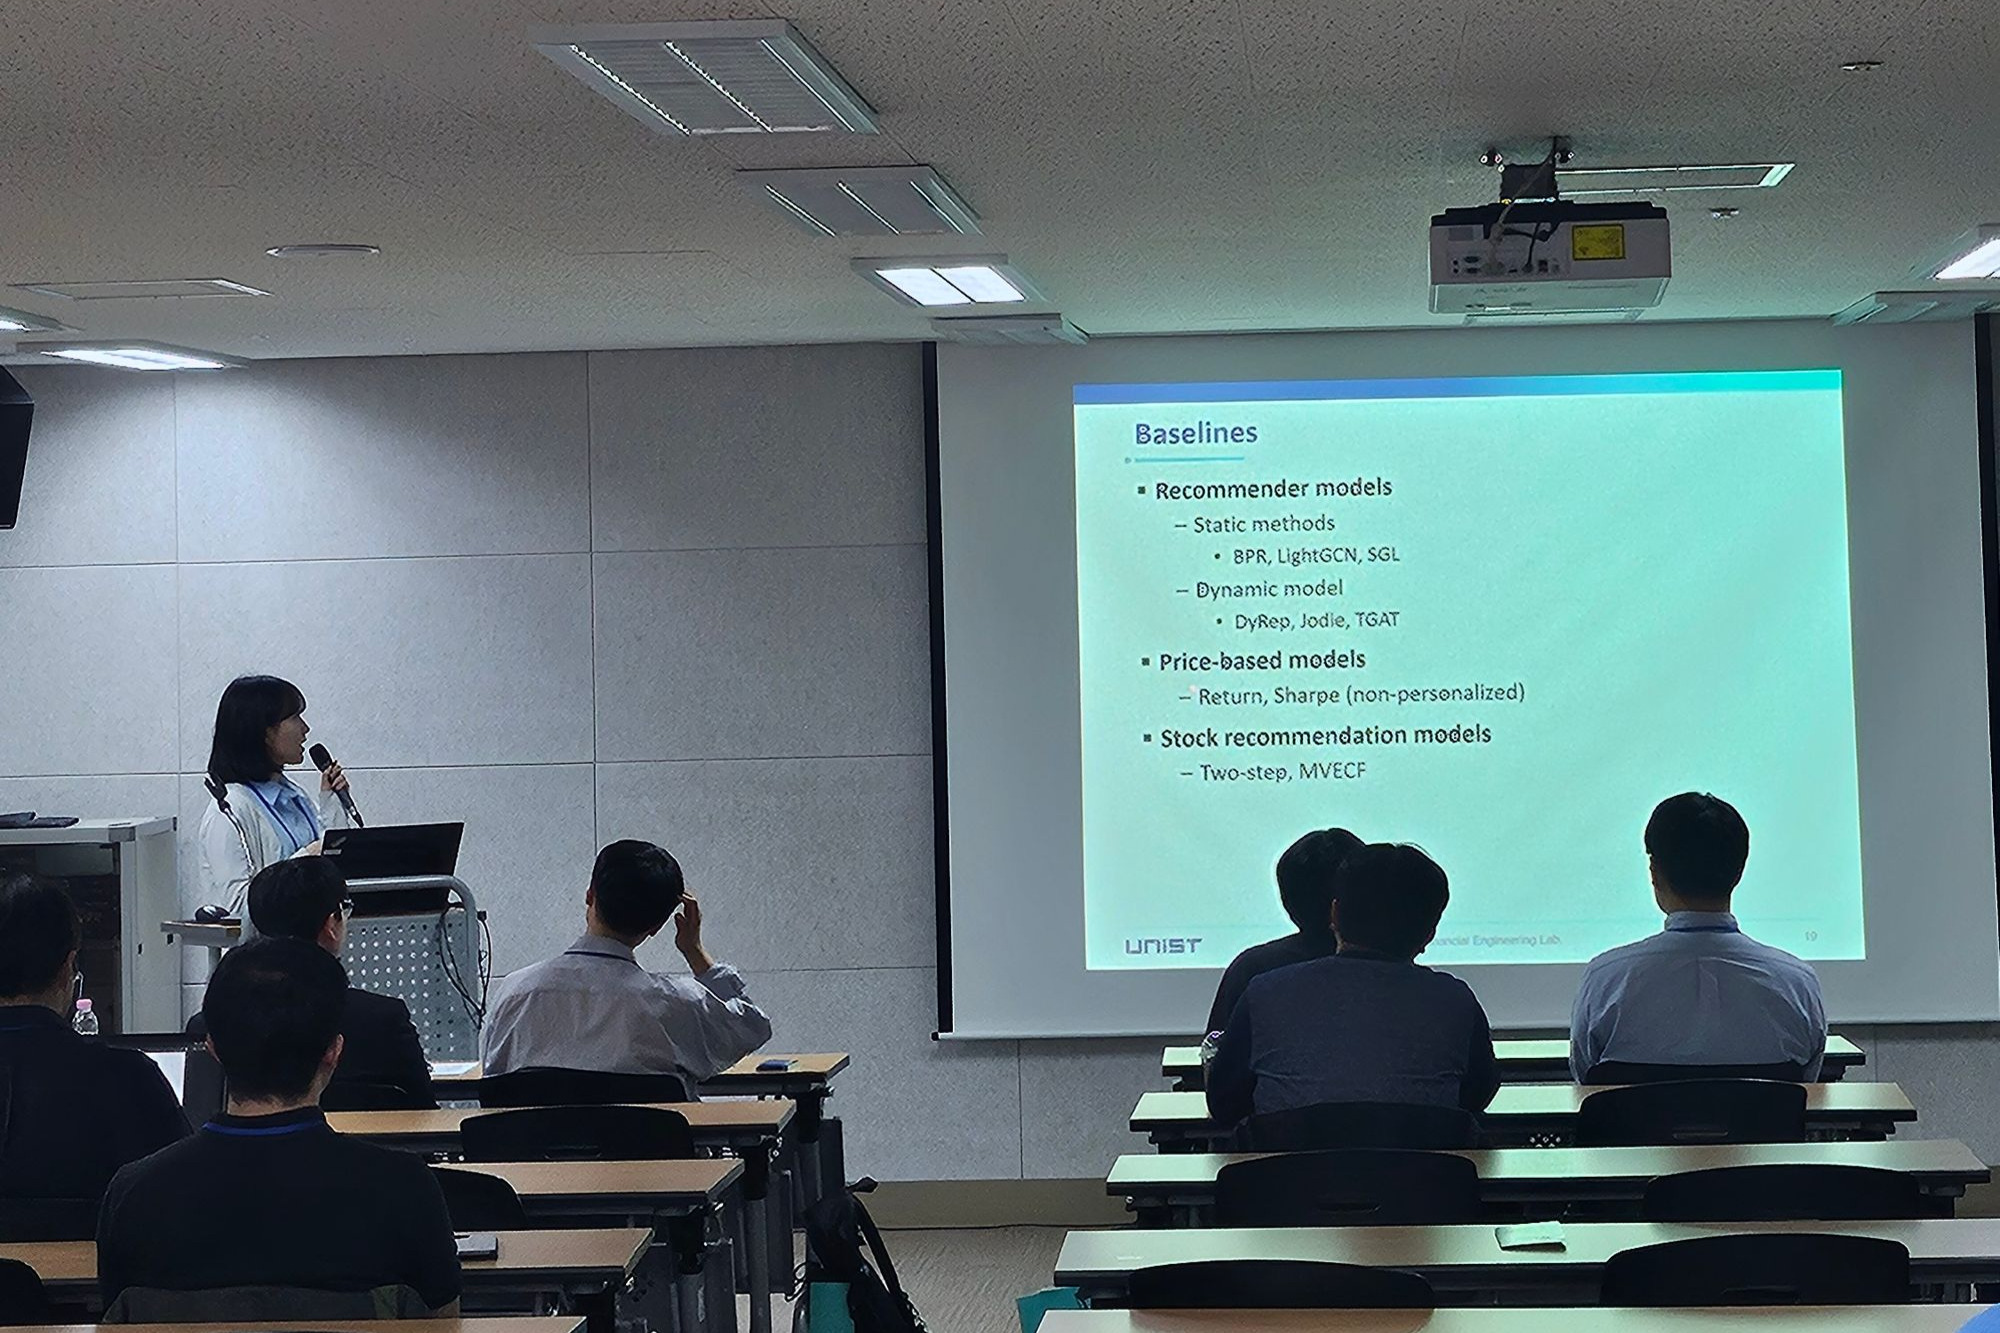 Baselines
▪ Recommender models
– Static methods
• BPR, LightGCN, SGL
– Dynamic model
• DyRep, Jodie, TGAT
▪ Price-based models
– Return, Sharpe (non-personalized)
▪ Stock recommendation models
– Two-step, MVECF
UNIST
Engineering Lab.
19